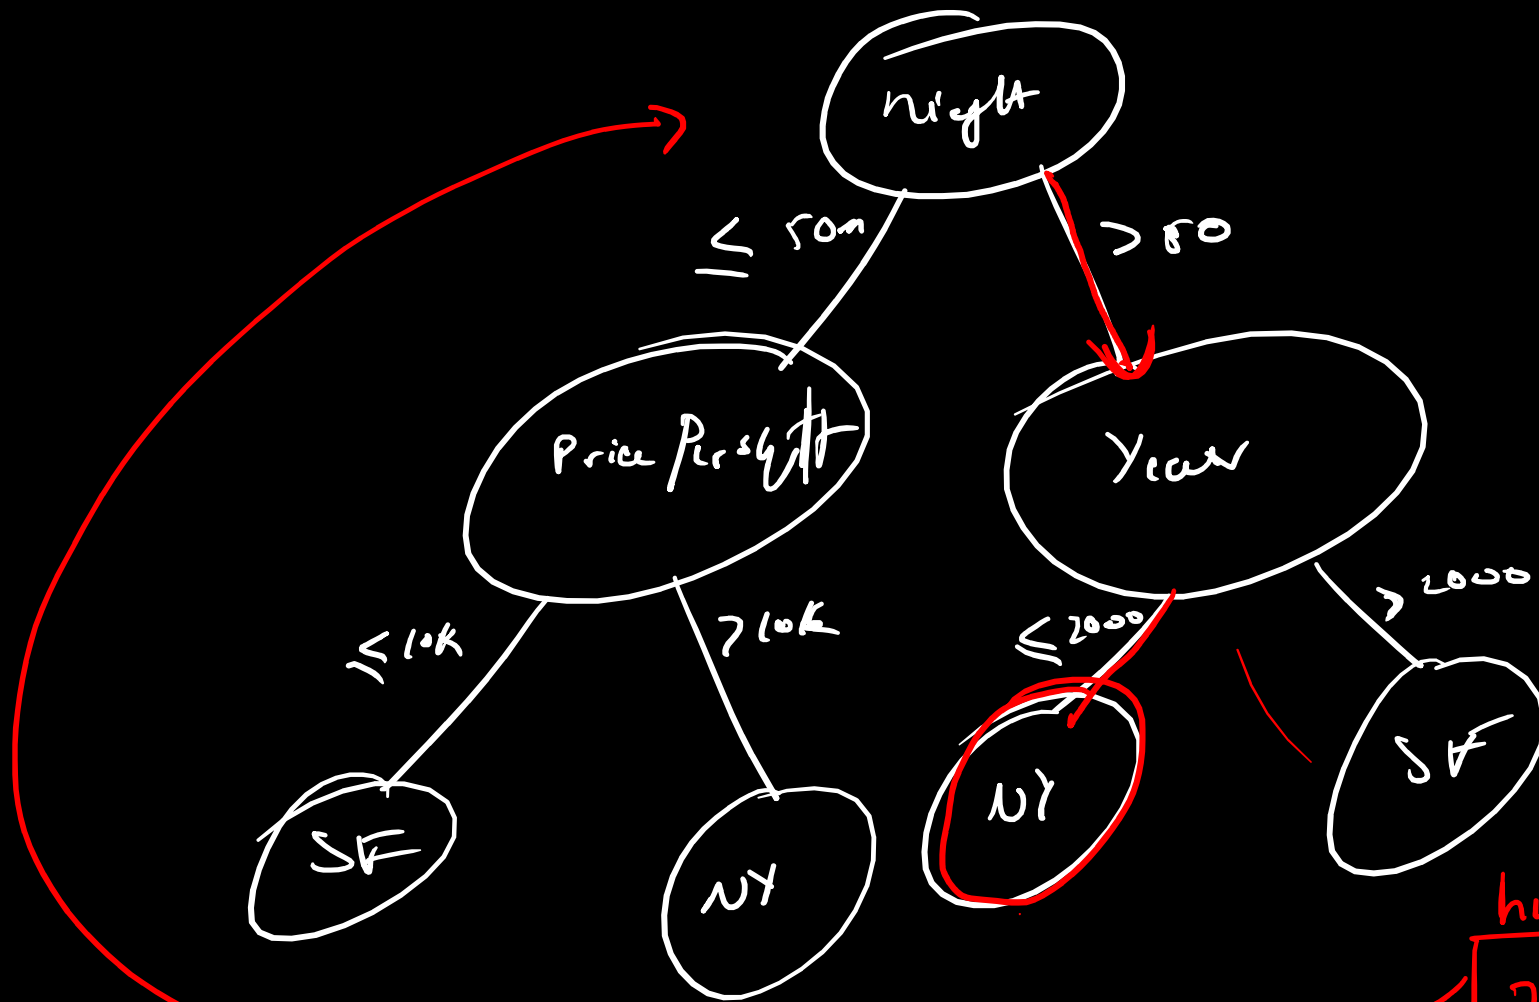 height
≤ 50m
> 50
Price/Per sqft
Year
≤ 10k
> 10k
≤ 2000
> 2000
SF
NY
NY
SF